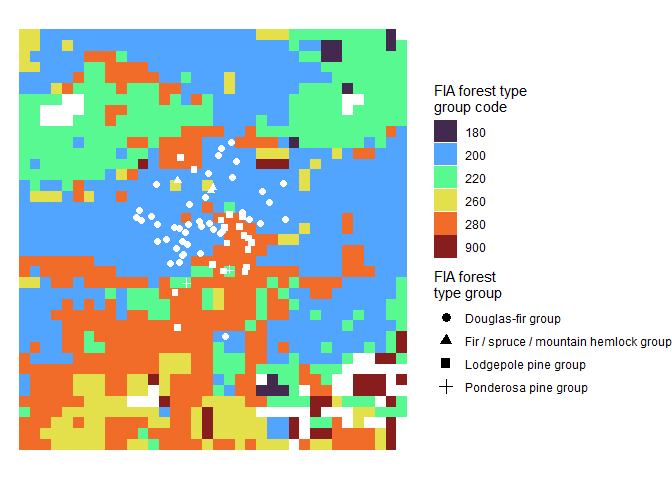 FIA forest type
group code
180
200
220
260
280
900
FIA forest
type group
Douglas-fir group
Fir / spruce / mountain hemlock group
Lodgepole pine group
Ponderosa pine group